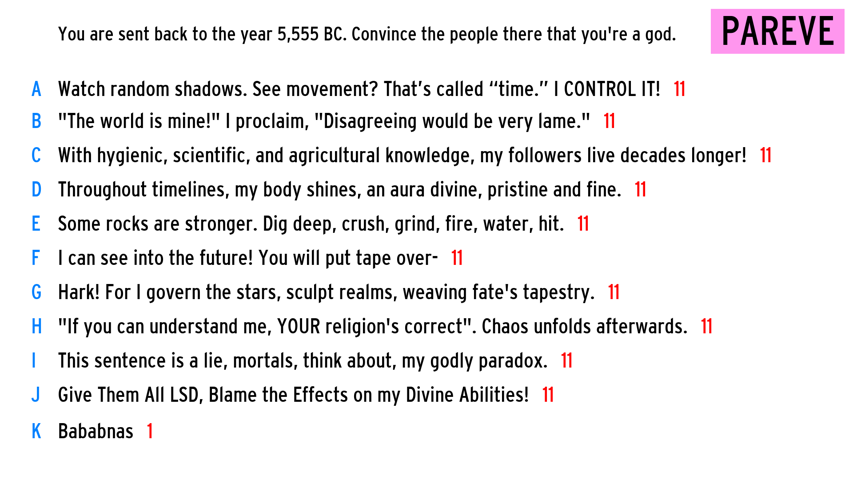 You are sent back to the year 5,555 BC. Convince the people there that you're a god.
PAREVE
A Watch random shadows. See movement? That’s called “time.” I CONTROL IT! 11
B "The world is mine!" I proclaim, "Disagreeing would be very lame." 11
C With hygienic, scientific, and agricultural knowledge, my followers live decades longer! 11
D Throughout timelines, my body shines, an aura divine, pristine and fine. 11
E Some rocks are stronger. Dig deep, crush, grind, fire, water, hit. 11
F I can see into the future! You will put tape over- 11
G Hark! For I govern the stars, sculpt realms, weaving fate's tapestry. 11
H "If you can understand me, YOUR religion's correct". Chaos unfolds afterwards. 11
I This sentence is a lie, mortals, think about, my godly paradox. 11
J Give Them All LSD, Blame the Effects on my Divine Abilities! 11
K Bababnas 1